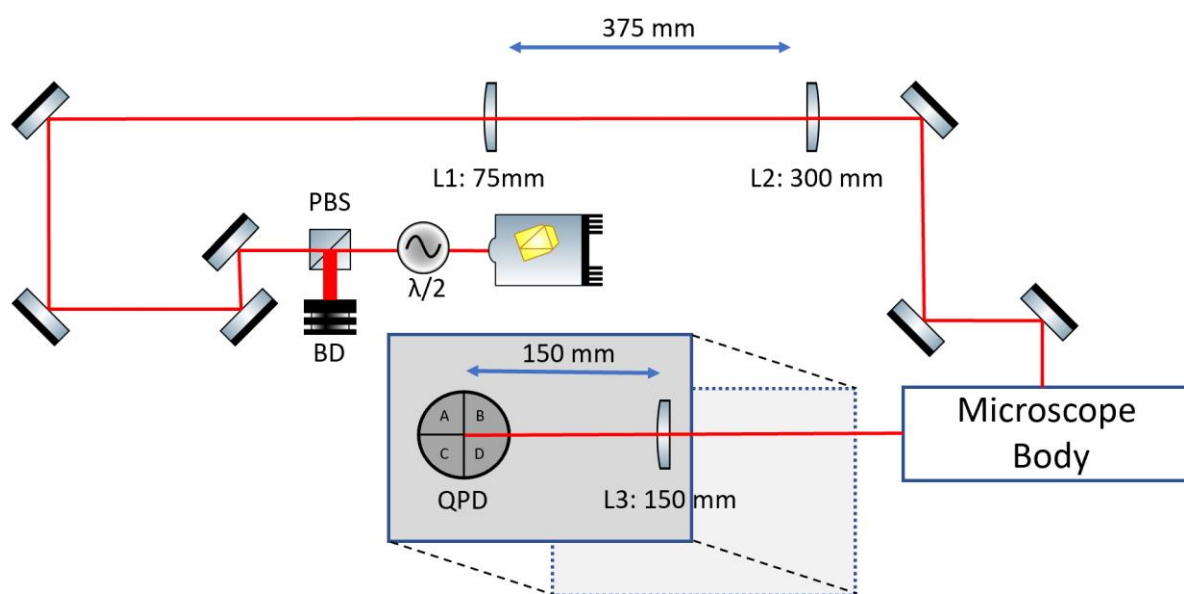 375 mm
L1: 75mm
L2: 300 mm
PBS
λ/2
BD
150 mm
A B
C D
QPD
L3: 150 mm
Microscope
Body